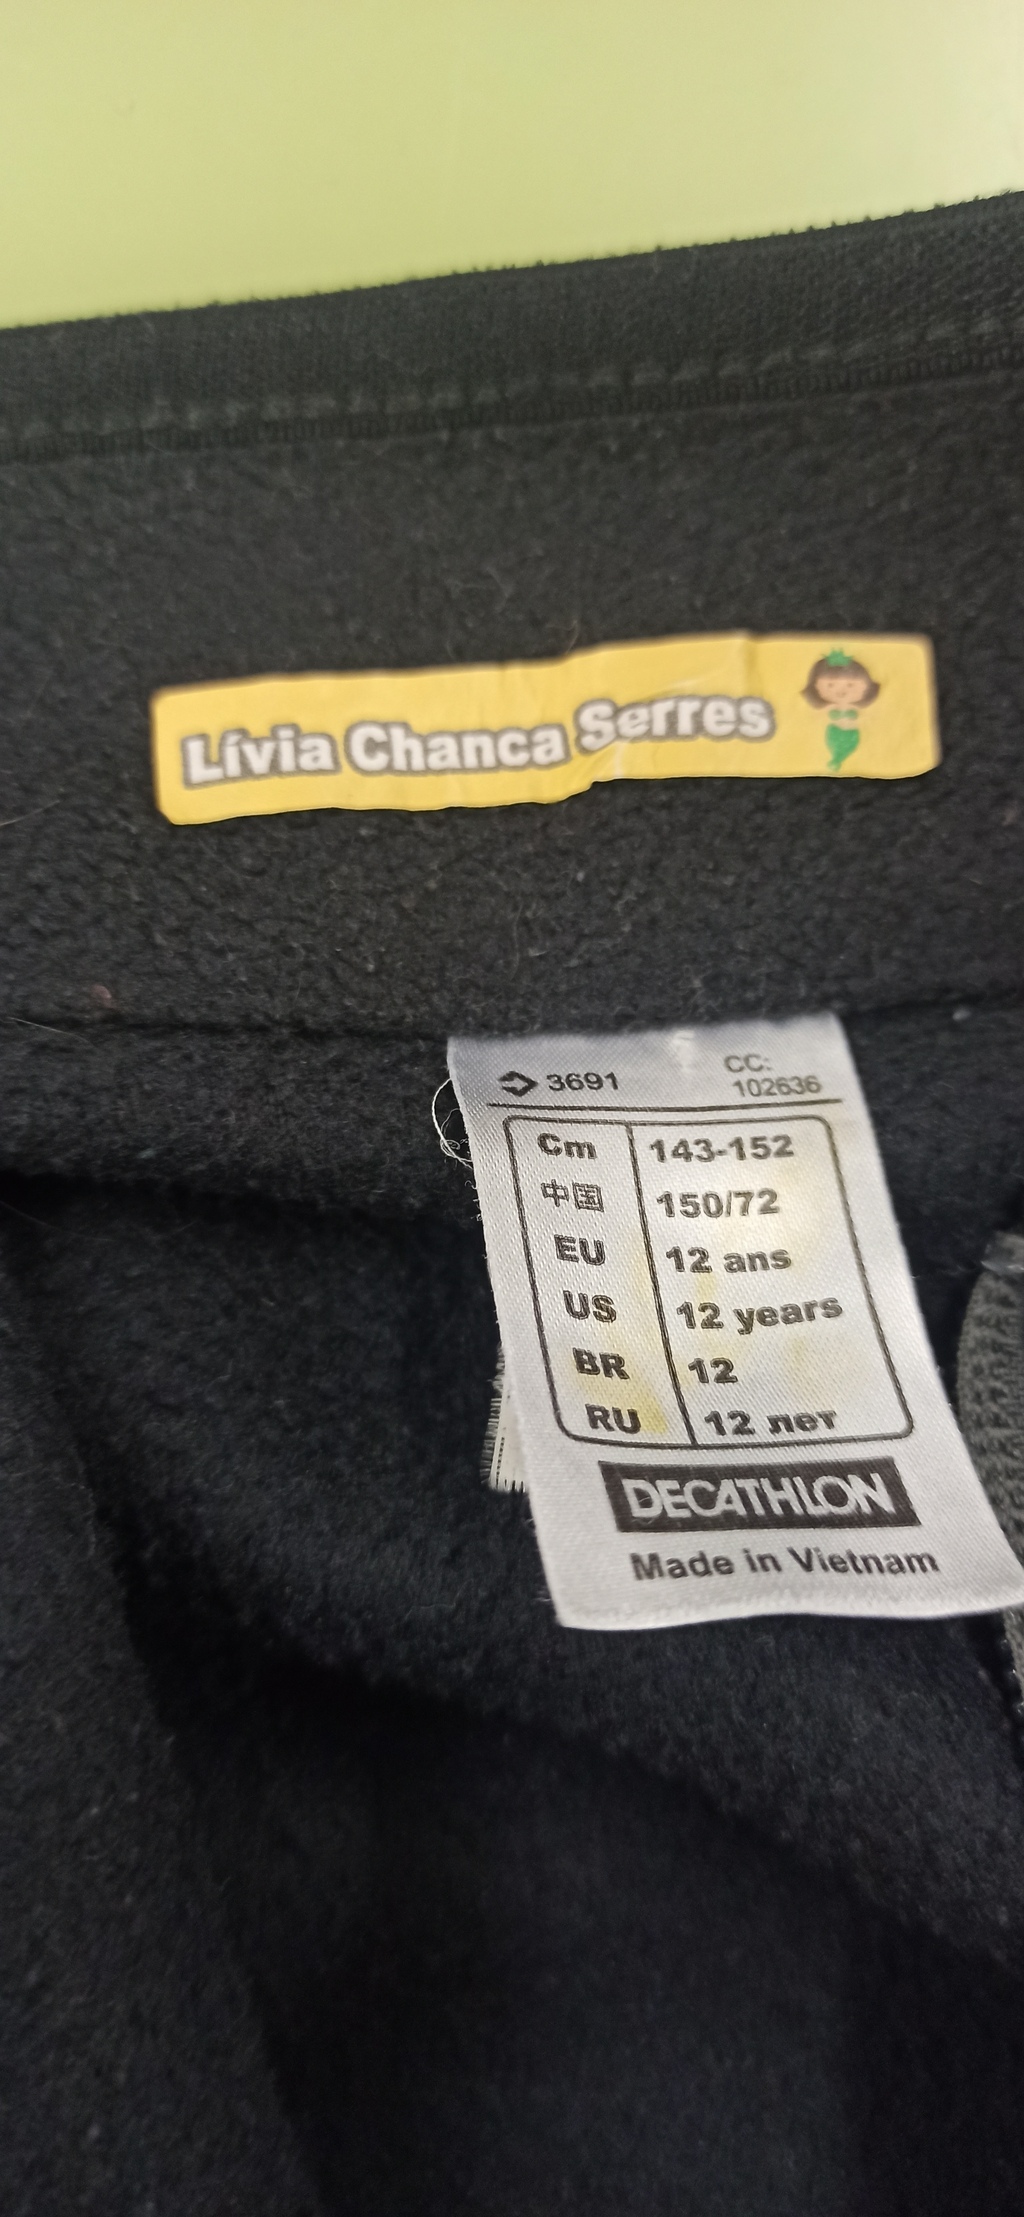 Lívia Chanca Serres
3691
CC:
102636
Cm 143-152
中国 150/72
EU 12 ans
US 12 years
BR 12
RU 12 лет
DECATHLON
Made in Vietnam